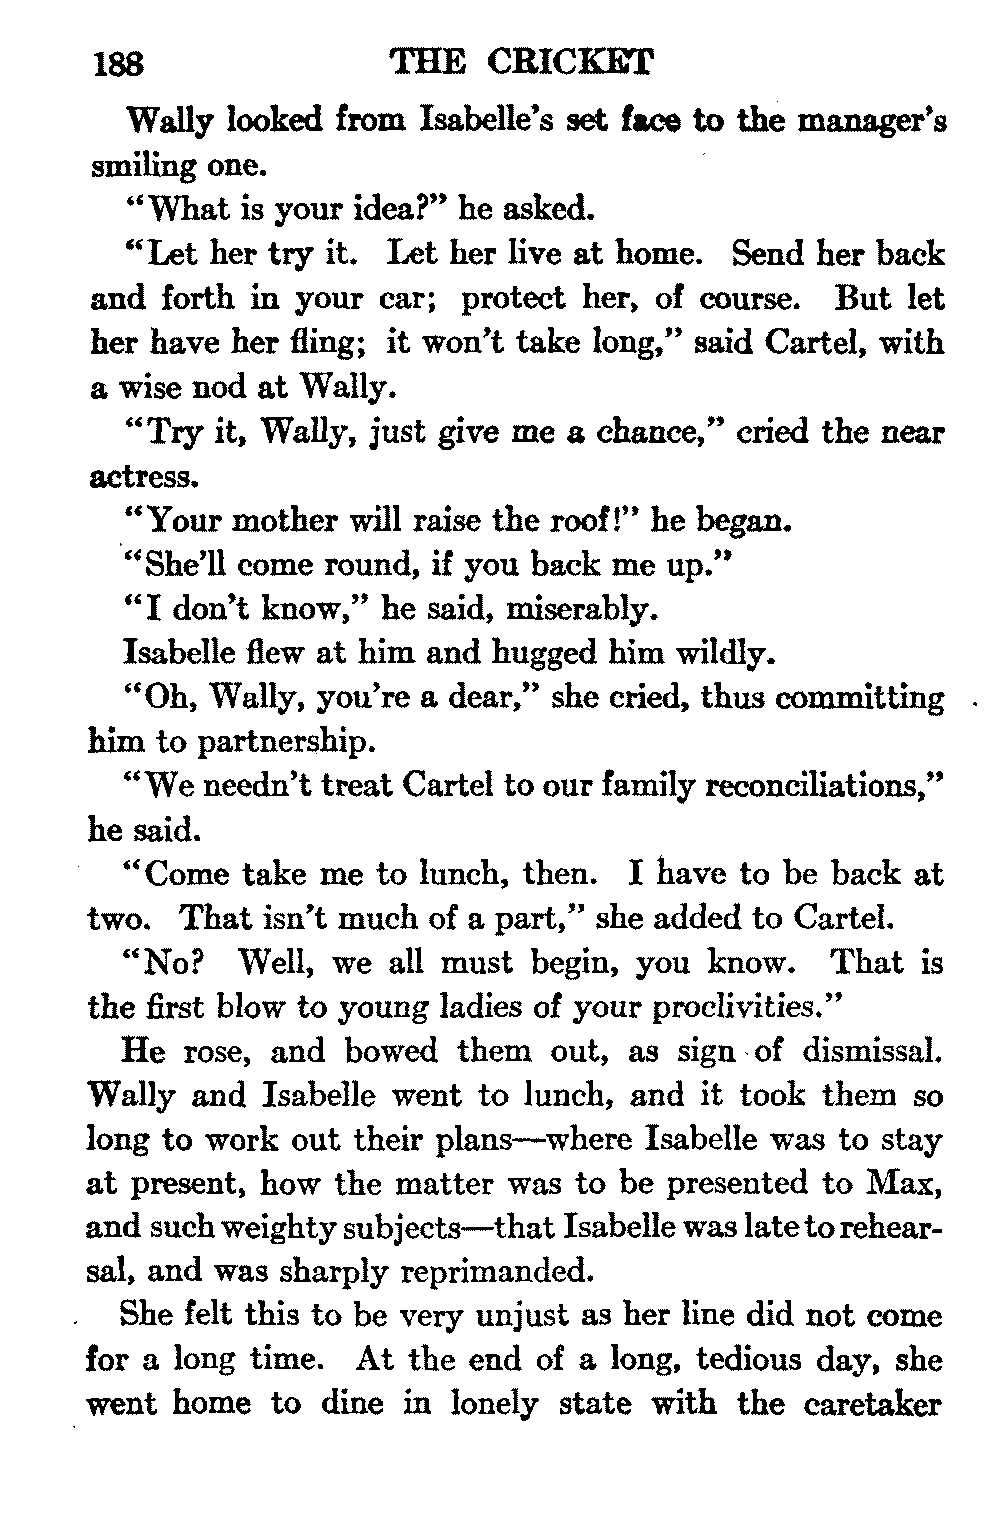 188 THE CRICKET
Wally looked from Isabelle's set face to the manager's
smiling one.
"What is your idea?" he asked.
"Let her try it. Let her live at home. Send her back
and forth in your car; protect her, of course. But let
her have her fling; it won't take long," said Cartel, with
a wise nod at Wally.
"Try it, Wally, just give me a chance," cried the near
actress.
"Your mother will raise the roof!" he began.
"She'll come round, if you back me up."
"I don't know," he said, miserably.
Isabelle flew at him and hugged him wildly.
"Oh, Wally, you're a dear," she cried, thus committing
him to partnership.
"We needn't treat Cartel to our family reconciliations,"
he said.
"Come take me to lunch, then. I have to be back at
two. That isn't much of a part," she added to Cartel.
"No? Well, we all must begin, you know. That is
the first blow to young ladies of your proclivities."
He rose, and bowed them out, as sign of dismissal.
Wally and Isabelle went to lunch, and it took them so
long to work out their plans—where Isabelle was to stay
at present, how the matter was to be presented to Max,
and such weighty subjects—that Isabelle was late to rehear-
sal, and was sharply reprimanded.
She felt this to be very unjust as her line did not come
for a long time. At the end of a long, tedious day, she
went home to dine in lonely state with the caretaker